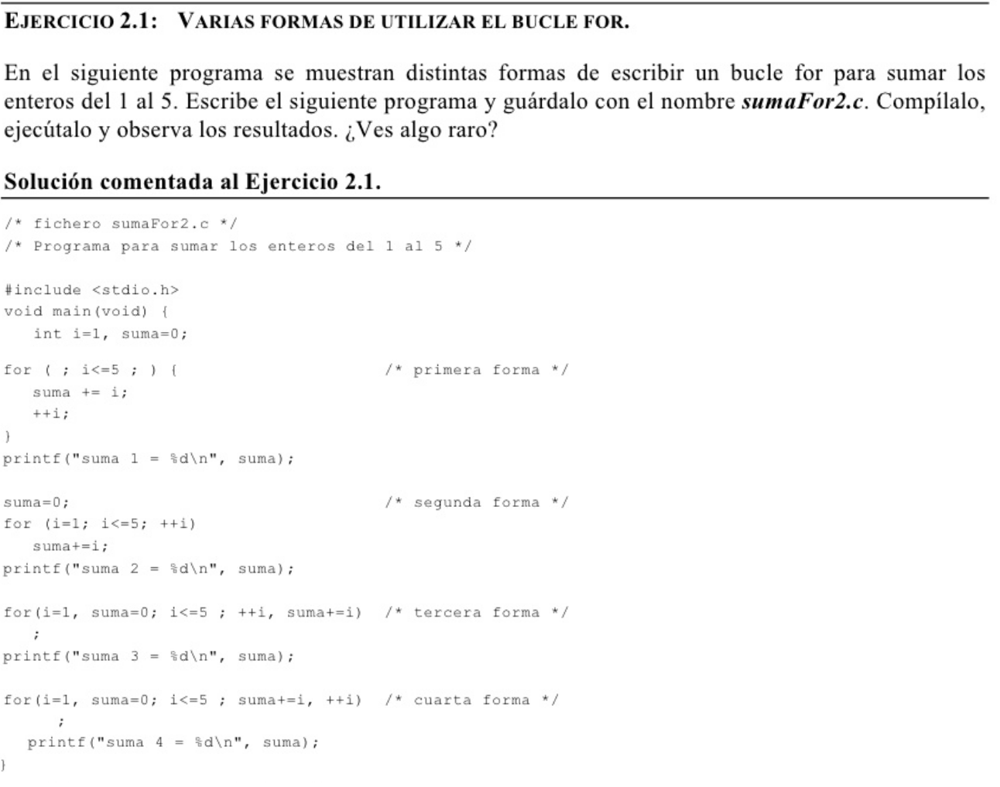 EJERCICIO 2.1: VARIAS FORMAS DE UTILIZAR EL BUCLE FOR.
En el siguiente programa se muestran distintas formas de escribir un bucle for para sumar los
enteros del 1 al 5. Escribe el siguiente programa y guárdalo con el nombre sumaFor2.c. Compílalo,
ejecútalo y observa los resultados. ¿Ves algo raro?
Solución comentada al Ejercicio 2.1.
/* fichero sumaFor2.c */
/* Programa para sumar los enteros del 1 al 5 */
#include <stdio.h>
void main(void) {
int i=1, suma=0;
for ( ; i<=5 ; ) { /* primera forma */
suma += i;
++i;
}
printf("suma 1 = %d\n", suma);
suma=0; /* segunda forma */
for (i=1; i<=5; ++i)
suma+=i;
printf("suma 2 = %d\n", suma);
for(i=1, suma=0; i<=5 ; ++i, suma+=i) /* tercera forma */
;
printf("suma 3 = %d\n", suma);
for(i=1, suma=0; i<=5 ; suma+=i, ++i) /* cuarta forma */
;
printf("suma 4 = %d\n", suma);
}